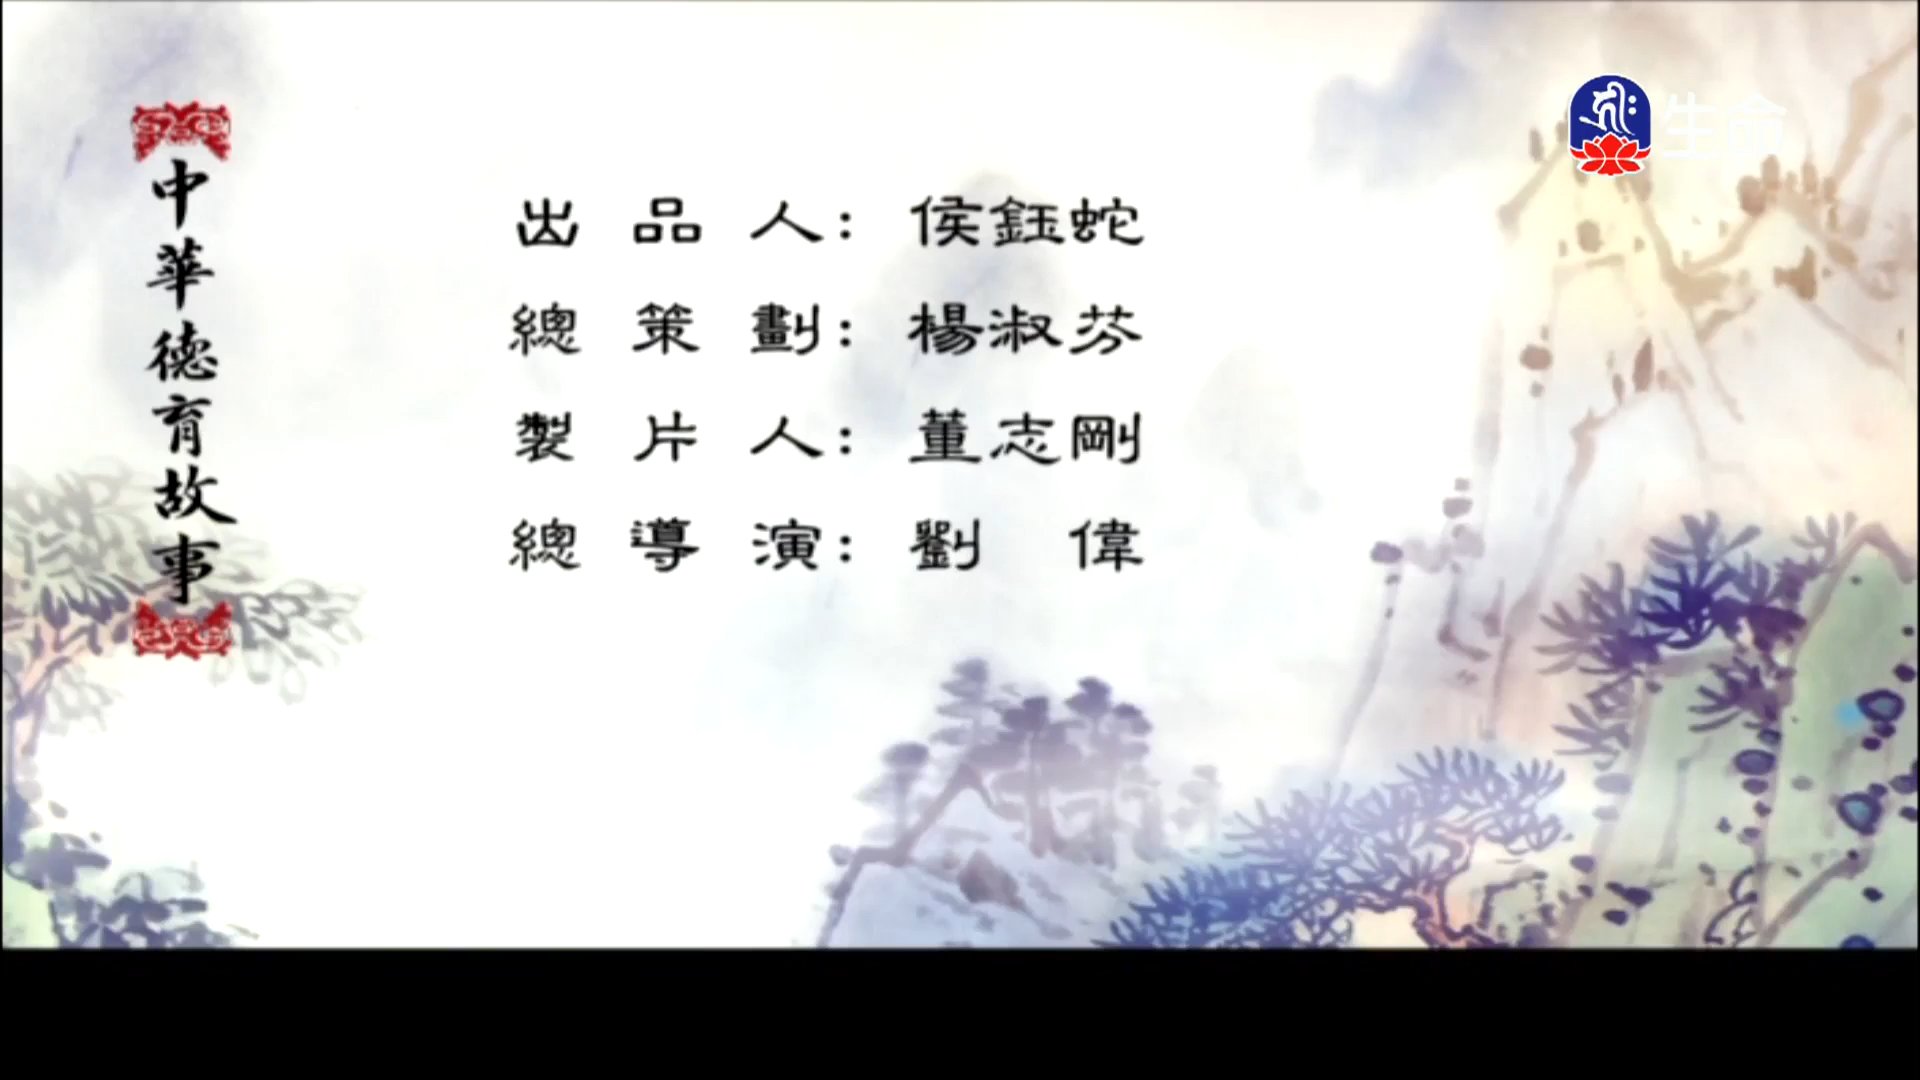 中華德育故事
出品人：侯鈺蛇
總策劃：楊淑芬
製片人：董志剛
總導演：劉偉
生命